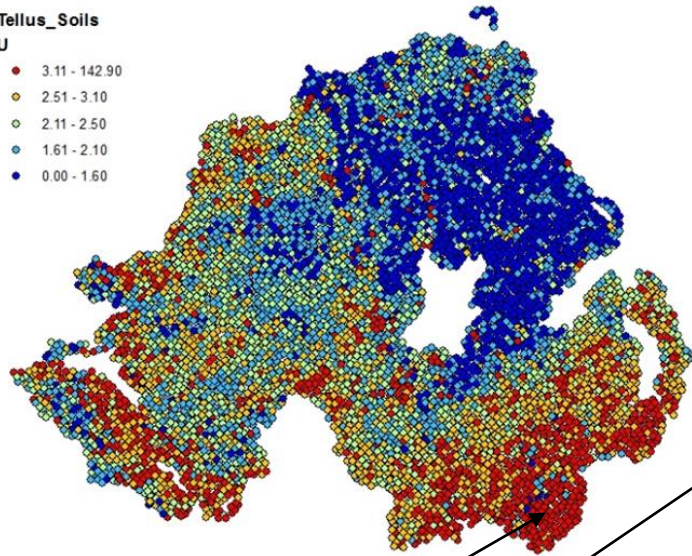 Tellus_Soils
U
3.11 - 142.90
2.51 - 3.10
2.11 - 2.50
1.61 - 2.10
0.00 - 1.60